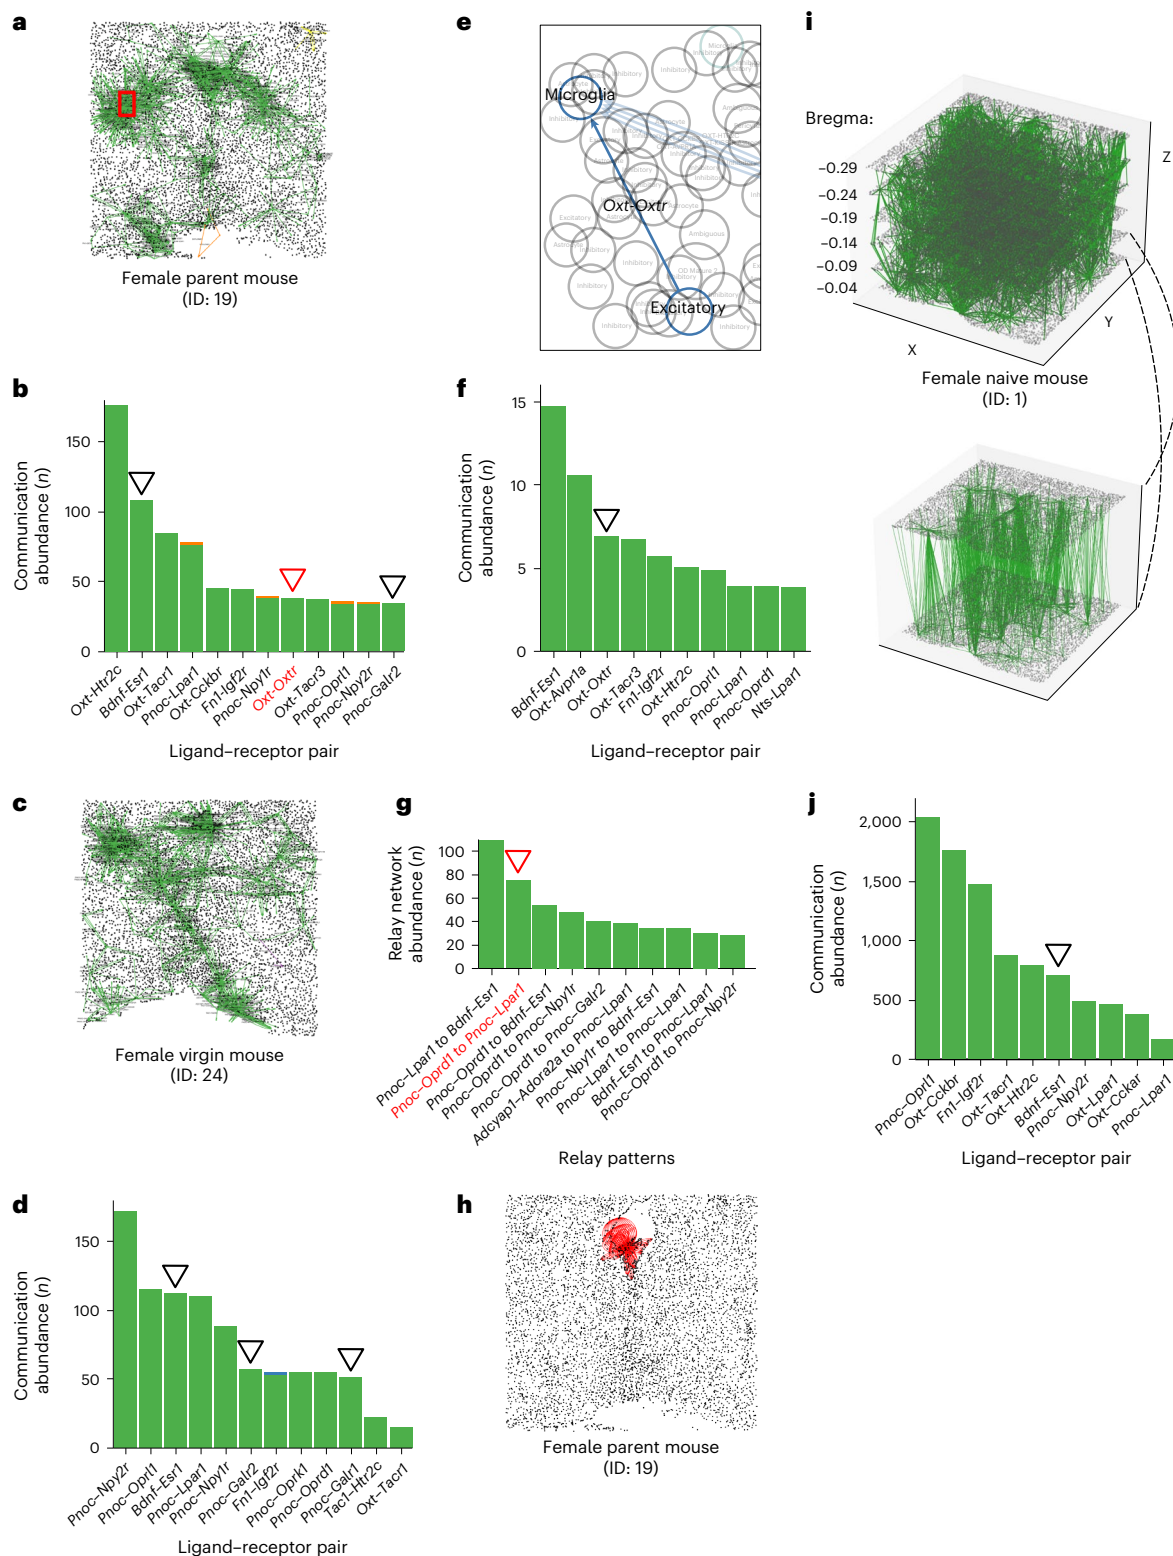 a
Female parent mouse
(ID: 19)
b
Communication
abundance (n)
150
100
50
0
Oxt-Htr2c
Bdnf-Esr1
Oxt-Tacr1
Pnoc-Lpar1
Oxt-Cckbr
Fn1-Igf2r
Pnoc-Npy1r
Oxt-Oxtr
Oxt-Tacr3
Pnoc-Oprl1
Pnoc-Npy2r
Pnoc-Galr2
Ligand–receptor pair
c
Female virgin mouse
(ID: 24)
d
Communication
abundance (n)
150
100
50
0
Pnoc–Npy2r
Pnoc–Oprl1
Bdnf–Esr1
Pnoc–Lpar1
Pnoc–Npy1r
Pnoc–Galr2
Fn1–Igf2r
Pnoc–Oprk1
Pnoc–Oprd1
Pnoc–Galr1
Tac1–Htr2c
Oxt–Tacr1
Ligand–receptor pair
e
Microglia
Oxt-Oxtr
Excitatory
Inhibitory
Astrocyte
Ambiguous
OD Mature 2
f
Communication
abundance (n)
15
10
5
0
Bdnf-Esr1
Oxt-Avpr1a
Oxt-Oxtr
Oxt-Tacr3
Fn1-Igf2r
Oxt-Htr2c
Pnoc-Oprl1
Pnoc-Lpar1
Pnoc-Oprd1
Nts-Lpar1
Ligand–receptor pair
g
Relay network
abundance (n)
100
80
60
40
20
0
Pnoc–Lpar1 to Bdnf–Esr1
Pnoc–Oprd1 to Pnoc–Lpar1
Pnoc–Oprd1 to Bdnf–Esr1
Pnoc–Oprd1 to Pnoc–Npy1r
Pnoc–Oprd1 to Pnoc–Galr2
Adcyap1–Adora2a to Pnoc–Lpar1
Pnoc–Npy1r to Bdnf–Esr1
Pnoc–Lpar1 to Pnoc–Lpar1
Bdnf–Esr1 to Pnoc–Lpar1
Pnoc–Oprd1 to Pnoc–Npy2r
Relay patterns
h
Female parent mouse
(ID: 19)
i
Bregma:
–0.29
–0.24
–0.19
–0.14
–0.09
–0.04
Z
Y
X
Female naive mouse
(ID: 1)
j
Communication
abundance (n)
2,000
1,500
1,000
500
0
Pnoc–Oprl1
Oxt–Cckbr
Fn1–Igf2r
Oxt–Tacr1
Oxt–Htr2c
Bdnf–Esr1
Pnoc–Npy2r
Oxt–Lpar1
Oxt–Cckar
Pnoc–Lpar1
Ligand–receptor pair